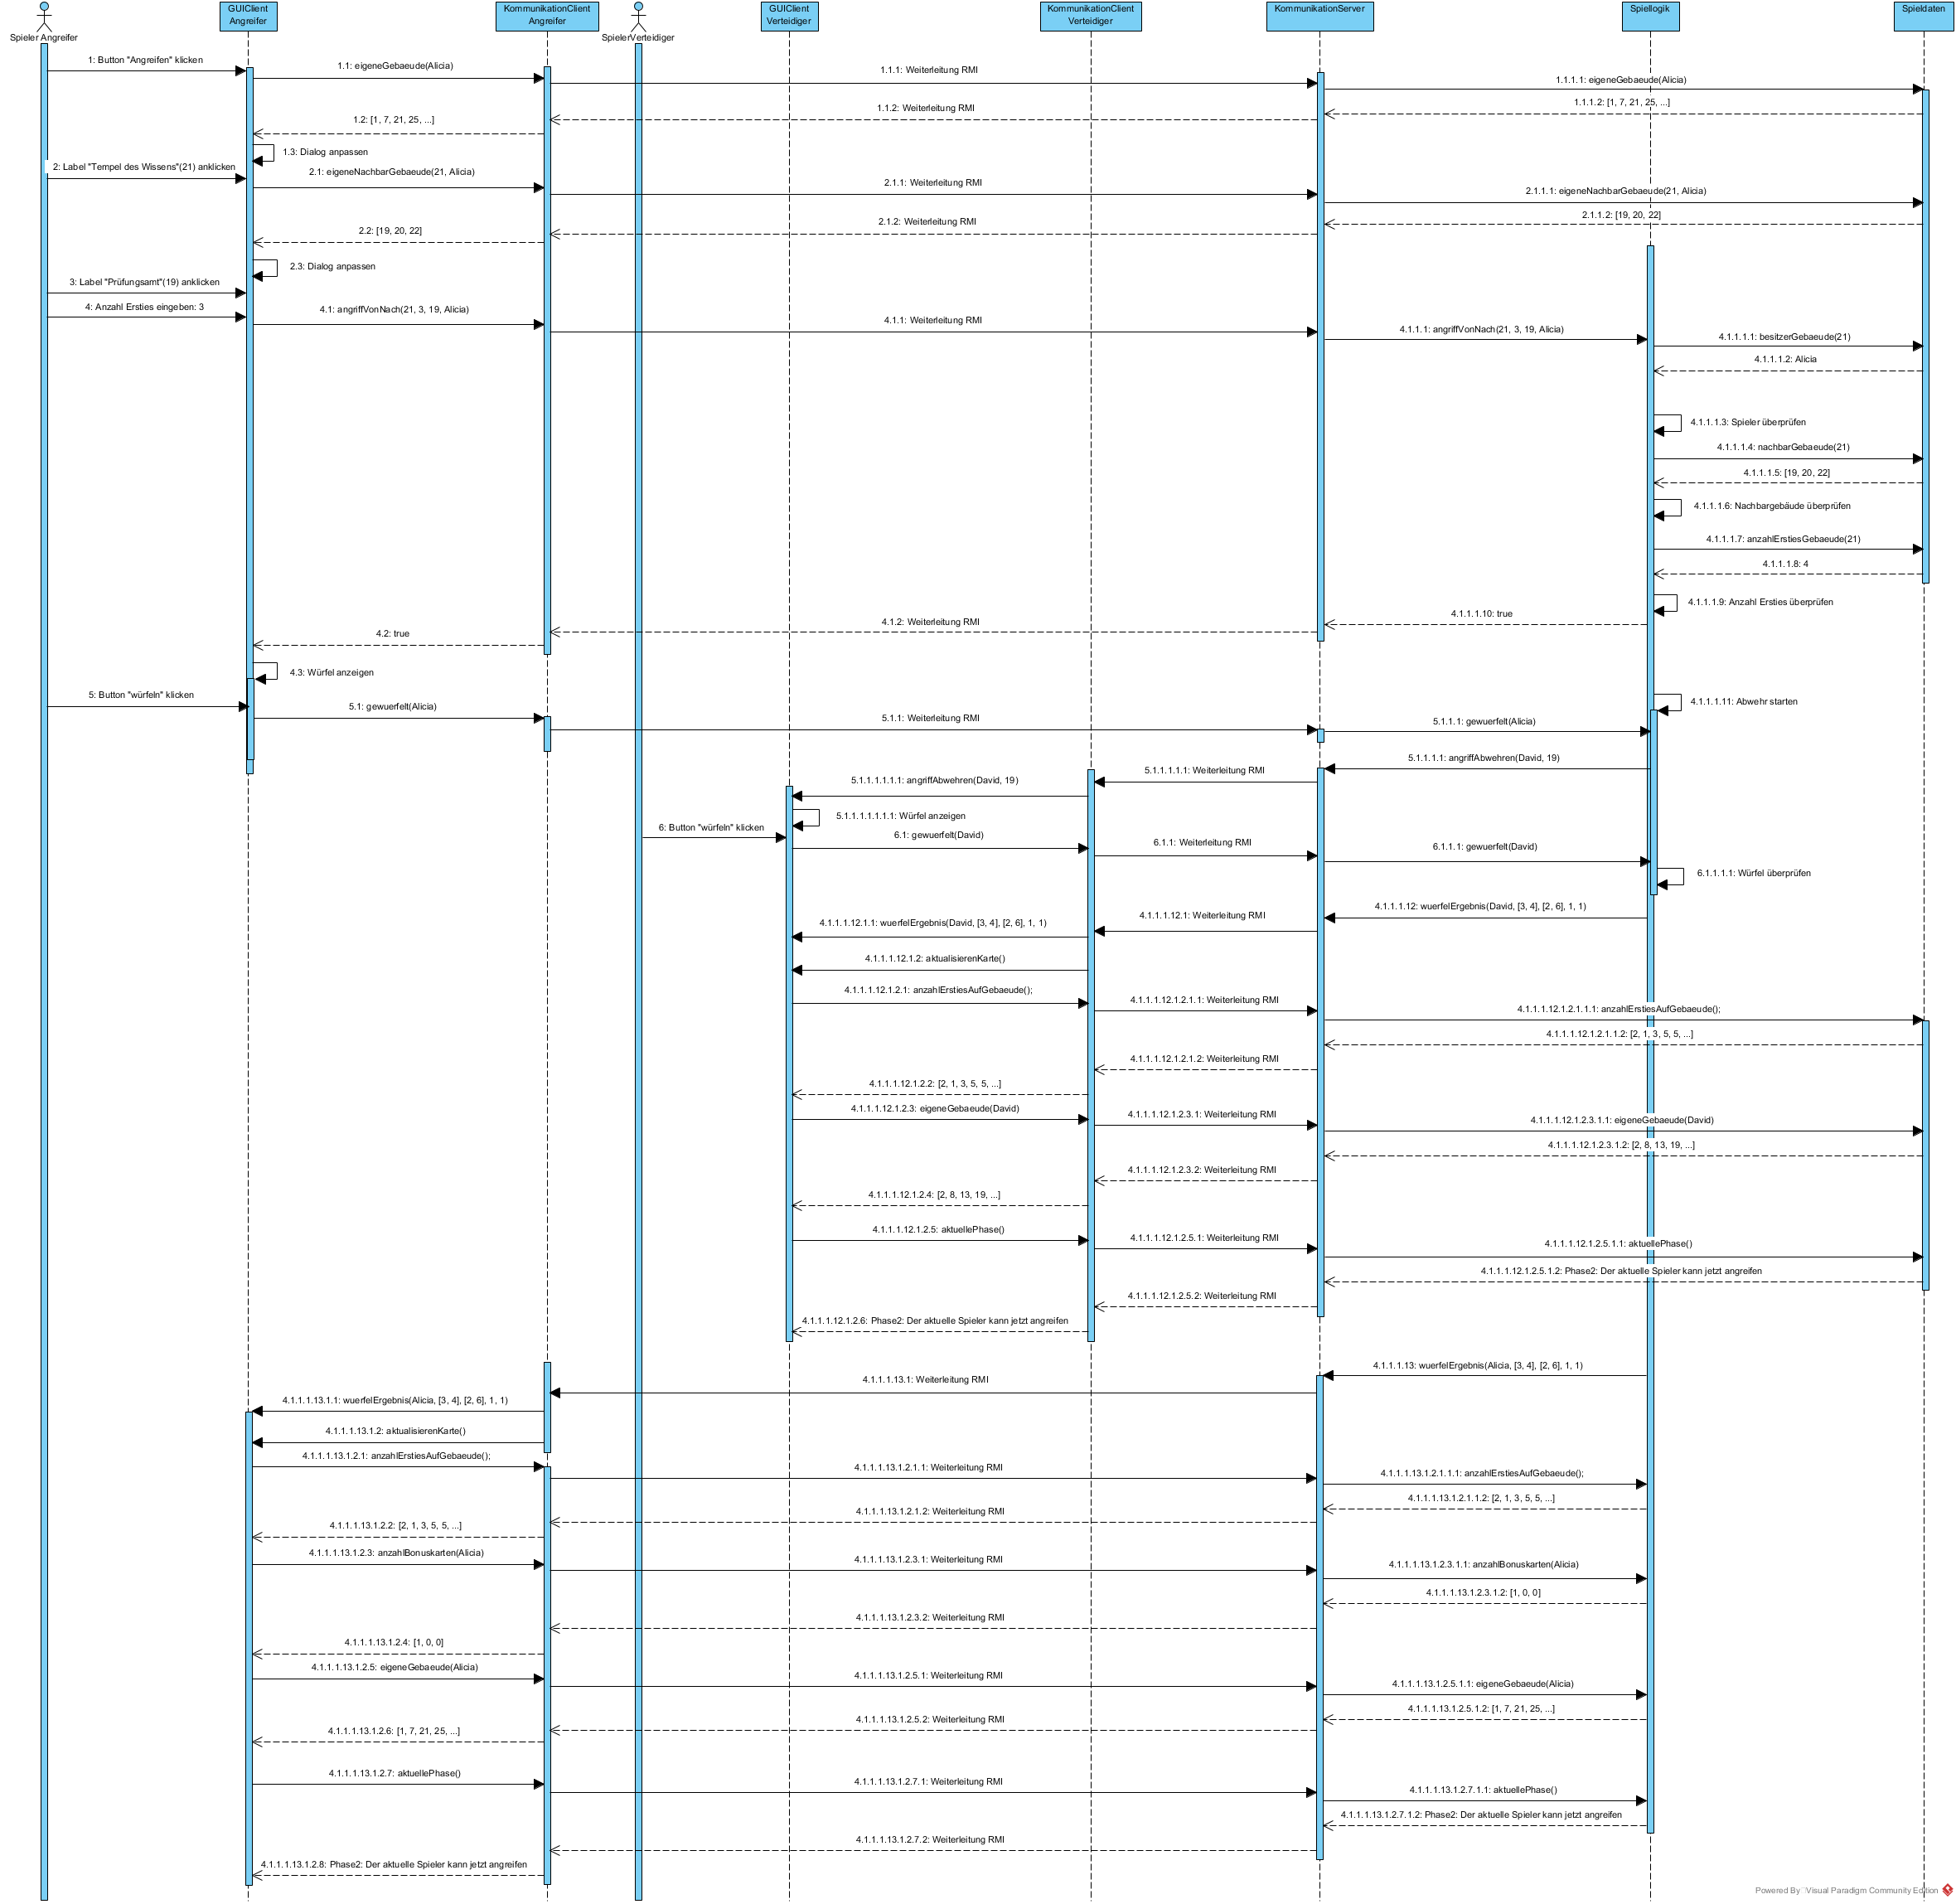 Spieler Angreifer
GUIClient
Angreifer
KommunikationClient
Angreifer
SpielerVerteidiger
GUIClient
Verteidiger
KommunikationClient
Verteidiger
KommunikationServer
Spiellogik
Spieldaten
1: Button "Angreifen" klicken
1.1: eigeneGebaeude(Alicia)
1.1.1: Weiterleitung RMI
1.1.1.1: eigeneGebaeude(Alicia)
1.1.1.2: [1, 7, 21, 25, ...]
1.1.2: Weiterleitung RMI
1.2: [1, 7, 21, 25, ...]
1.3: Dialog anpassen
2: Label "Tempel des Wissens"(21) anklicken
2.1: eigeneNachbarGebaeude(21, Alicia)
2.1.1: Weiterleitung RMI
2.1.1.1: eigeneNachbarGebaeude(21, Alicia)
2.1.1.2: [19, 20, 22]
2.1.2: Weiterleitung RMI
2.2: [19, 20, 22]
2.3: Dialog anpassen
3: Label "Prüfungsamt"(19) anklicken
4: Anzahl Ersties eingeben: 3
4.1: angriffVonNach(21, 3, 19, Alicia)
4.1.1: Weiterleitung RMI
4.1.1.1: angriffVonNach(21, 3, 19, Alicia)
4.1.1.1.1: besitzerGebaeude(21)
4.1.1.1.2: Alicia
4.1.1.1.3: Spieler überprüfen
4.1.1.1.4: nachbarGebaeude(21)
4.1.1.1.5: [19, 20, 22]
4.1.1.1.6: Nachbargebäude überprüfen
4.1.1.1.7: anzahlErstiesGebaeude(21)
4.1.1.1.8: 4
4.1.1.1.9: Anzahl Ersties überprüfen
4.1.1.1.10: true
4.1.2: Weiterleitung RMI
4.2: true
4.3: Würfel anzeigen
5: Button "würfeln" klicken
4.1.1.1.11: Abwehr starten
5.1: gewuerfelt(Alicia)
5.1.1: Weiterleitung RMI
5.1.1.1: gewuerfelt(Alicia)
5.1.1.1.1: angriffAbwehren(David, 19)
5.1.1.1.1.1: Weiterleitung RMI
5.1.1.1.1.1.1: angriffAbwehren(David, 19)
5.1.1.1.1.1.1.1: Würfel anzeigen
6: Button "würfeln" klicken
6.1: gewuerfelt(David)
6.1.1: Weiterleitung RMI
6.1.1.1: gewuerfelt(David)
6.1.1.1.1: Würfel überprüfen
4.1.1.1.12: wuerfelErgebnis(David, [3, 4], [2, 6], 1, 1)
4.1.1.1.12.1: Weiterleitung RMI
4.1.1.1.12.1.1: wuerfelErgebnis(David, [3, 4], [2, 6], 1, 1)
4.1.1.1.12.1.2: aktualisierenKarte()
4.1.1.1.12.1.2.1: anzahlErstiesAufGebaeude();
4.1.1.1.12.1.2.1.1: Weiterleitung RMI
4.1.1.1.12.1.2.1.1.1: anzahlErstiesAufGebaeude();
4.1.1.1.12.1.2.1.1.2: [2, 1, 3, 5, 5, ...]
4.1.1.1.12.1.2.1.2: Weiterleitung RMI
4.1.1.1.12.1.2.2: [2, 1, 3, 5, 5, ...]
4.1.1.1.12.1.2.3: eigeneGebaeude(David)
4.1.1.1.12.1.2.3.1: Weiterleitung RMI
4.1.1.1.12.1.2.3.1.1: eigeneGebaeude(David)
4.1.1.1.12.1.2.3.1.2: [2, 8, 13, 19, ...]
4.1.1.1.12.1.2.3.2: Weiterleitung RMI
4.1.1.1.12.1.2.4: [2, 8, 13, 19, ...]
4.1.1.1.12.1.2.5: aktuellePhase()
4.1.1.1.12.1.2.5.1: Weiterleitung RMI
4.1.1.1.12.1.2.5.1.1: aktuellePhase()
4.1.1.1.12.1.2.5.1.2: Phase2: Der aktuelle Spieler kann jetzt angreifen
4.1.1.1.12.1.2.5.2: Weiterleitung RMI
4.1.1.1.12.1.2.6: Phase2: Der aktuelle Spieler kann jetzt angreifen
4.1.1.1.13: wuerfelErgebnis(Alicia, [3, 4], [2, 6], 1, 1)
4.1.1.1.13.1: Weiterleitung RMI
4.1.1.1.13.1.1: wuerfelErgebnis(Alicia, [3, 4], [2, 6], 1, 1)
4.1.1.1.13.1.2: aktualisierenKarte()
4.1.1.1.13.1.2.1: anzahlErstiesAufGebaeude();
4.1.1.1.13.1.2.1.1: Weiterleitung RMI
4.1.1.1.13.1.2.1.1.1: anzahlErstiesAufGebaeude();
4.1.1.1.13.1.2.1.1.2: [2, 1, 3, 5, 5, ...]
4.1.1.1.13.1.2.1.2: Weiterleitung RMI
4.1.1.1.13.1.2.2: [2, 1, 3, 5, 5, ...]
4.1.1.1.13.1.2.3: anzahlBonuskarten(Alicia)
4.1.1.1.13.1.2.3.1: Weiterleitung RMI
4.1.1.1.13.1.2.3.1.1: anzahlBonuskarten(Alicia)
4.1.1.1.13.1.2.3.1.2: [1, 0, 0]
4.1.1.1.13.1.2.3.2: Weiterleitung RMI
4.1.1.1.13.1.2.4: [1, 0, 0]
4.1.1.1.13.1.2.5: eigeneGebaeude(Alicia)
4.1.1.1.13.1.2.5.1: Weiterleitung RMI
4.1.1.1.13.1.2.5.1.1: eigeneGebaeude(Alicia)
4.1.1.1.13.1.2.5.1.2: [1, 7, 21, 25, ...]
4.1.1.1.13.1.2.5.2: Weiterleitung RMI
4.1.1.1.13.1.2.6: [1, 7, 21, 25, ...]
4.1.1.1.13.1.2.7: aktuellePhase()
4.1.1.1.13.1.2.7.1: Weiterleitung RMI
4.1.1.1.13.1.2.7.1.1: aktuellePhase()
4.1.1.1.13.1.2.7.1.2: Phase2: Der aktuelle Spieler kann jetzt angreifen
4.1.1.1.13.1.2.7.2: Weiterleitung RMI
4.1.1.1.13.1.2.8: Phase2: Der aktuelle Spieler kann jetzt angreifen
Powered By Visual Paradigm Community Edition